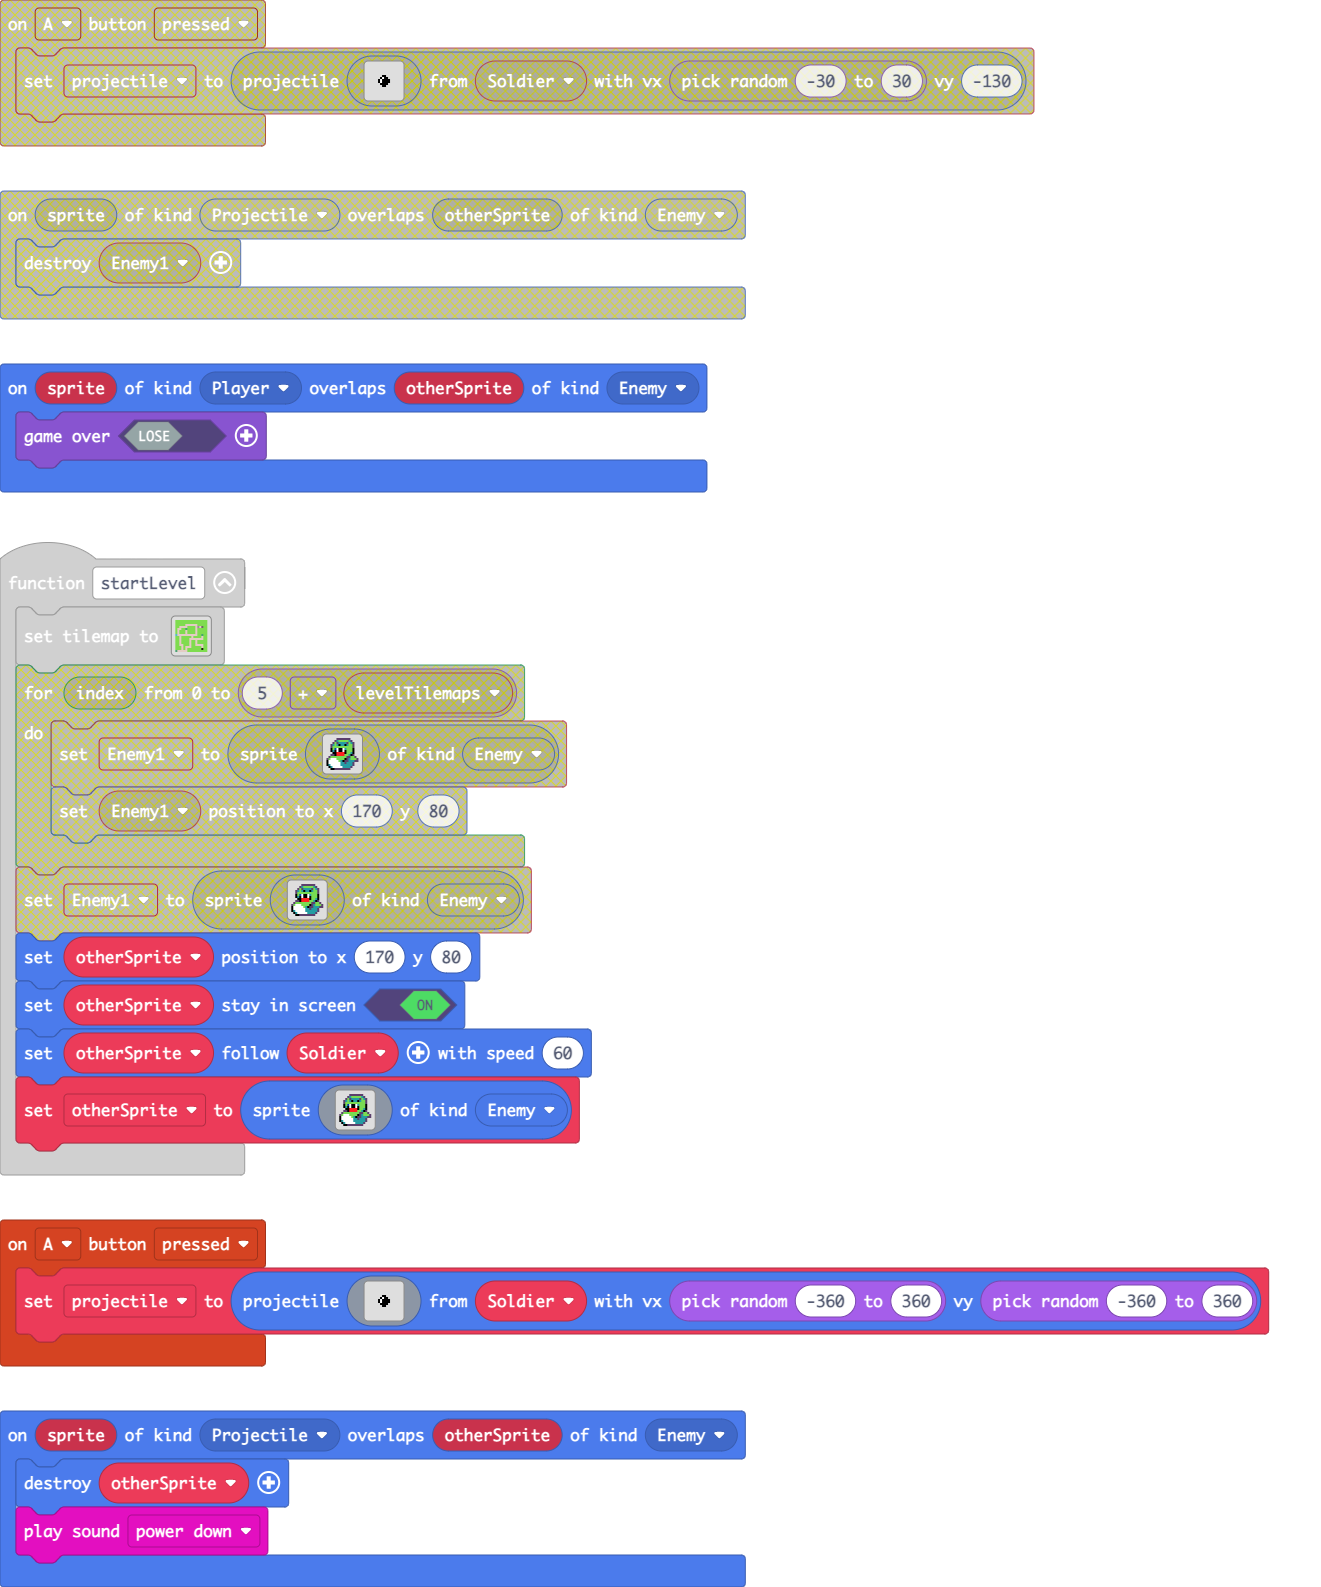 on A button pressed
set projectile to projectile from Soldier with vx pick random -30 to 30 vy -130
on sprite of kind Projectile overlaps otherSprite of kind Enemy
destroy Enemy1
on sprite of kind Player overlaps otherSprite of kind Enemy
game over LOSE
function startLevel
set tilemap to
for index from 0 to 5 + levelTilemaps
do
set Enemy1 to sprite of kind Enemy
set Enemy1 position to x 170 y 80
set Enemy1 to sprite of kind Enemy
set otherSprite position to x 170 y 80
set otherSprite stay in screen ON
set otherSprite follow Soldier with speed 60
set otherSprite to sprite of kind Enemy
on A button pressed
set projectile to projectile from Soldier with vx pick random -360 to 360 vy pick random -360 to 360
on sprite of kind Projectile overlaps otherSprite of kind Enemy
destroy otherSprite
play sound power down